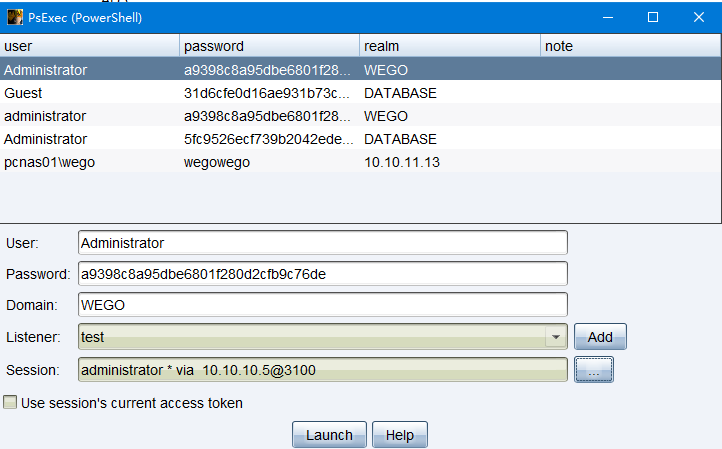 PsExec (PowerShell)
user password realm note
Administrator a9398c8a95dbe6801f28... WEGO
Guest 31d6cfe0d16ae931b73c... DATABASE
administrator a9398c8a95dbe6801f28... WEGO
Administrator 5fc9526ecf739b2042ede... DATABASE
pcnas01\wego wegowego 10.10.11.13
User: Administrator
Password: a9398c8a95dbe6801f280d2cfb9c76de
Domain: WEGO
Listener: test Add
Session: administrator * via 10.10.10.5@3100 ...
Use session's current access token
Launch Help